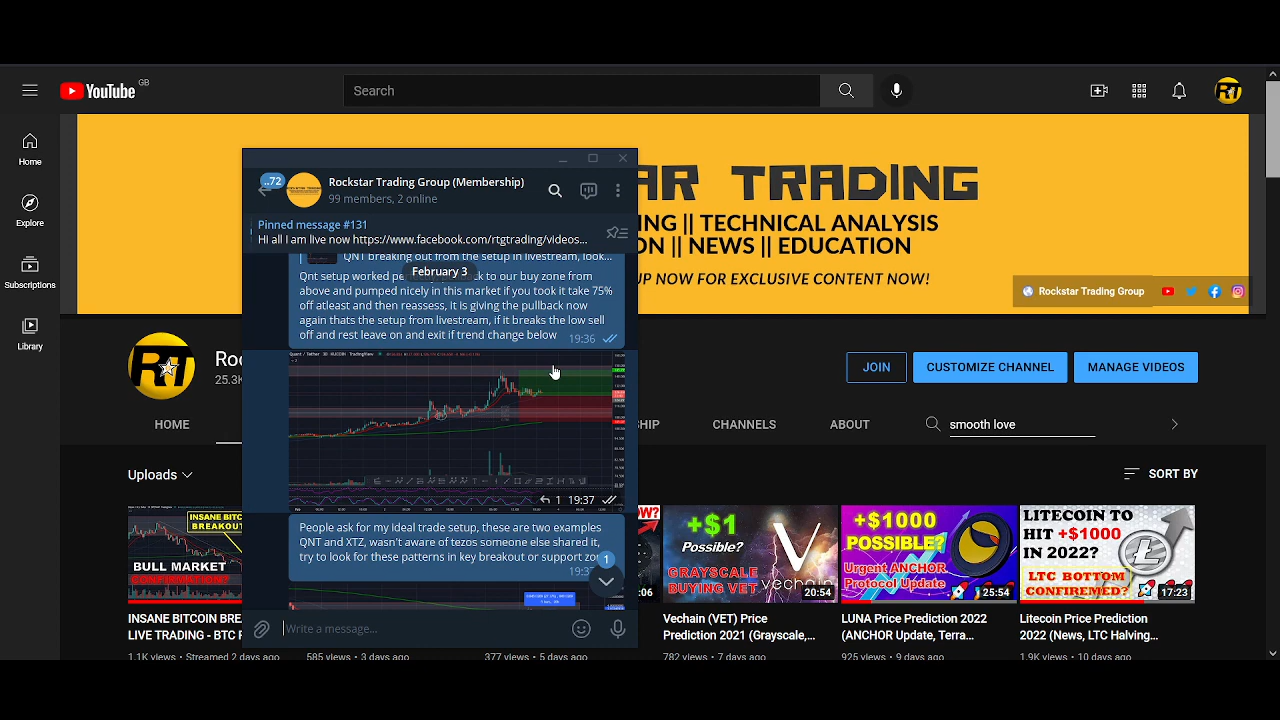 YouTube GB
Search
Home
Explore
Subscriptions
Library
AR TRADING
ING || TECHNICAL ANALYSIS
ON || NEWS || EDUCATION
UP NOW FOR EXCLUSIVE CONTENT NOW!
Rockstar Trading Group
72
Rockstar Trading Group (Membership)
99 members, 2 online
Pinned message #131
Hi all I am live now https://www.facebook.com/rtgtrading/videos...
QNT breaking out from the setup in livestream, look...
February 3
Qnt setup worked pe k to our buy zone from
above and pumped nicely in this market if you took it take 75%
off atleast and then reassess, It is giving the pullback now
again thats the setup from livestream, if it breaks the low sell
off and rest leave on and exit if trend change below
19:36
1 19:37
People ask for my ideal trade setup, these are two examples
QNT and XTZ, wasn't aware of tezos someone else shared it,
try to look for these patterns in key breakout or support zon
1
Write a message...
RT
Roc
25.3K
JOIN
CUSTOMIZE CHANNEL
MANAGE VIDEOS
HOME
SHIP
CHANNELS
ABOUT
smooth love
Uploads
SORT BY
INSANE BITCOIN
BREAKOUT
BULL MARKET
CONFIRMATION?
INSANE BITCO
LIVE TRADING - BTC P
1.1K views • Streamed 2 days ago
585 views • 3 days ago
377 views • 5 days ago
+$1
Possible?
GRAYSCALE
BUYING VET
vechain
20:54
Vechain (VET) Price
Prediction 2021 (Grayscale,...
782 views • 7 days ago
+$1000
POSSIBLE?
Urgent ANCHOR
Protocol Update
25:54
LUNA Price Prediction 2022
(ANCHOR Update, Terra...
925 views • 9 days ago
LITECOIN TO
HIT +$1000
IN 2022?
LTC BOTTOM
CONFIRMED?
17:23
Litecoin Price Prediction
2022 (News, LTC Halving...
1.9K views • 10 days ago